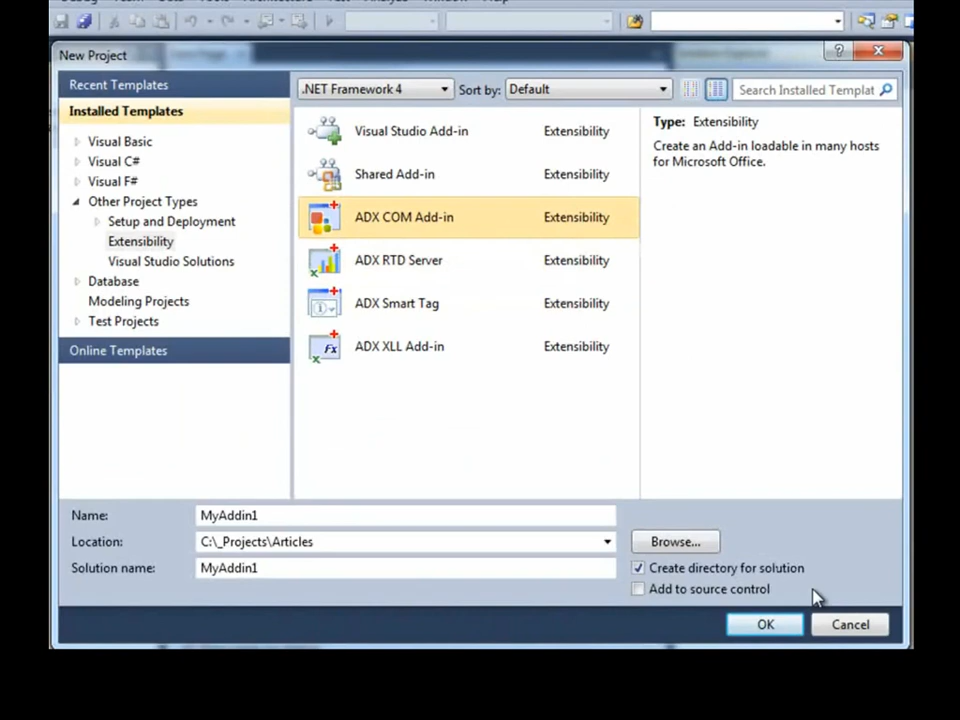 New Project
Recent Templates
Installed Templates
Visual Basic
Visual C#
Visual F#
Other Project Types
Setup and Deployment
Extensibility
Visual Studio Solutions
Database
Modeling Projects
Test Projects
Online Templates
.NET Framework 4 Sort by: Default Search Installed Templat
Visual Studio Add-in Extensibility
Shared Add-in Extensibility
ADX COM Add-in Extensibility
ADX RTD Server Extensibility
ADX Smart Tag Extensibility
ADX XLL Add-in Extensibility
Type: Extensibility
Create an Add-in loadable in many hosts
for Microsoft Office.
Name: MyAddin1
Location: C:\_Projects\Articles Browse...
Solution name: MyAddin1
Create directory for solution
Add to source control
OK Cancel